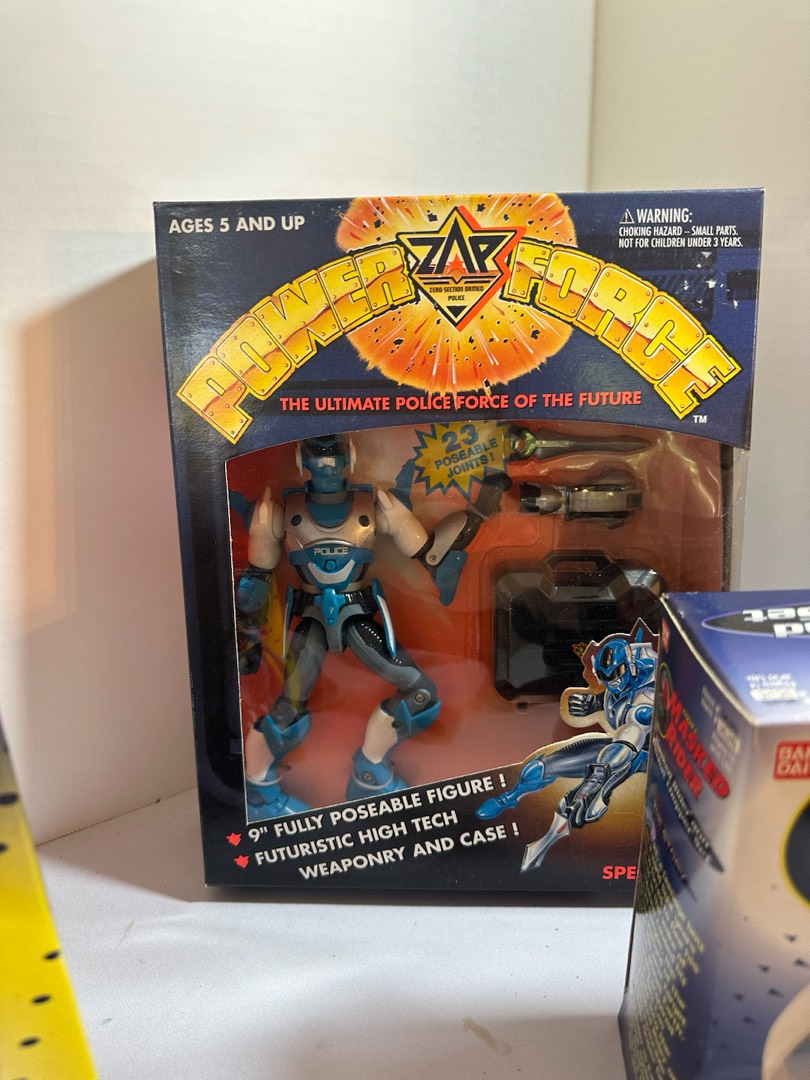 AGES 5 AND UP
WARNING:
CHOKING HAZARD – SMALL PARTS.
NOT FOR CHILDREN UNDER 3 YEARS.
ZAP
ZERO-SECTION ARMED
POLICE
POWER FORCE
TM
THE ULTIMATE POLICE FORCE OF THE FUTURE
23
POSEABLE
JOINTS!
POLICE
9" FULLY POSEABLE FIGURE !
FUTURISTIC HIGH TECH
WEAPONRY AND CASE !
SPE
MASKED
RIDER
BAN
DAI